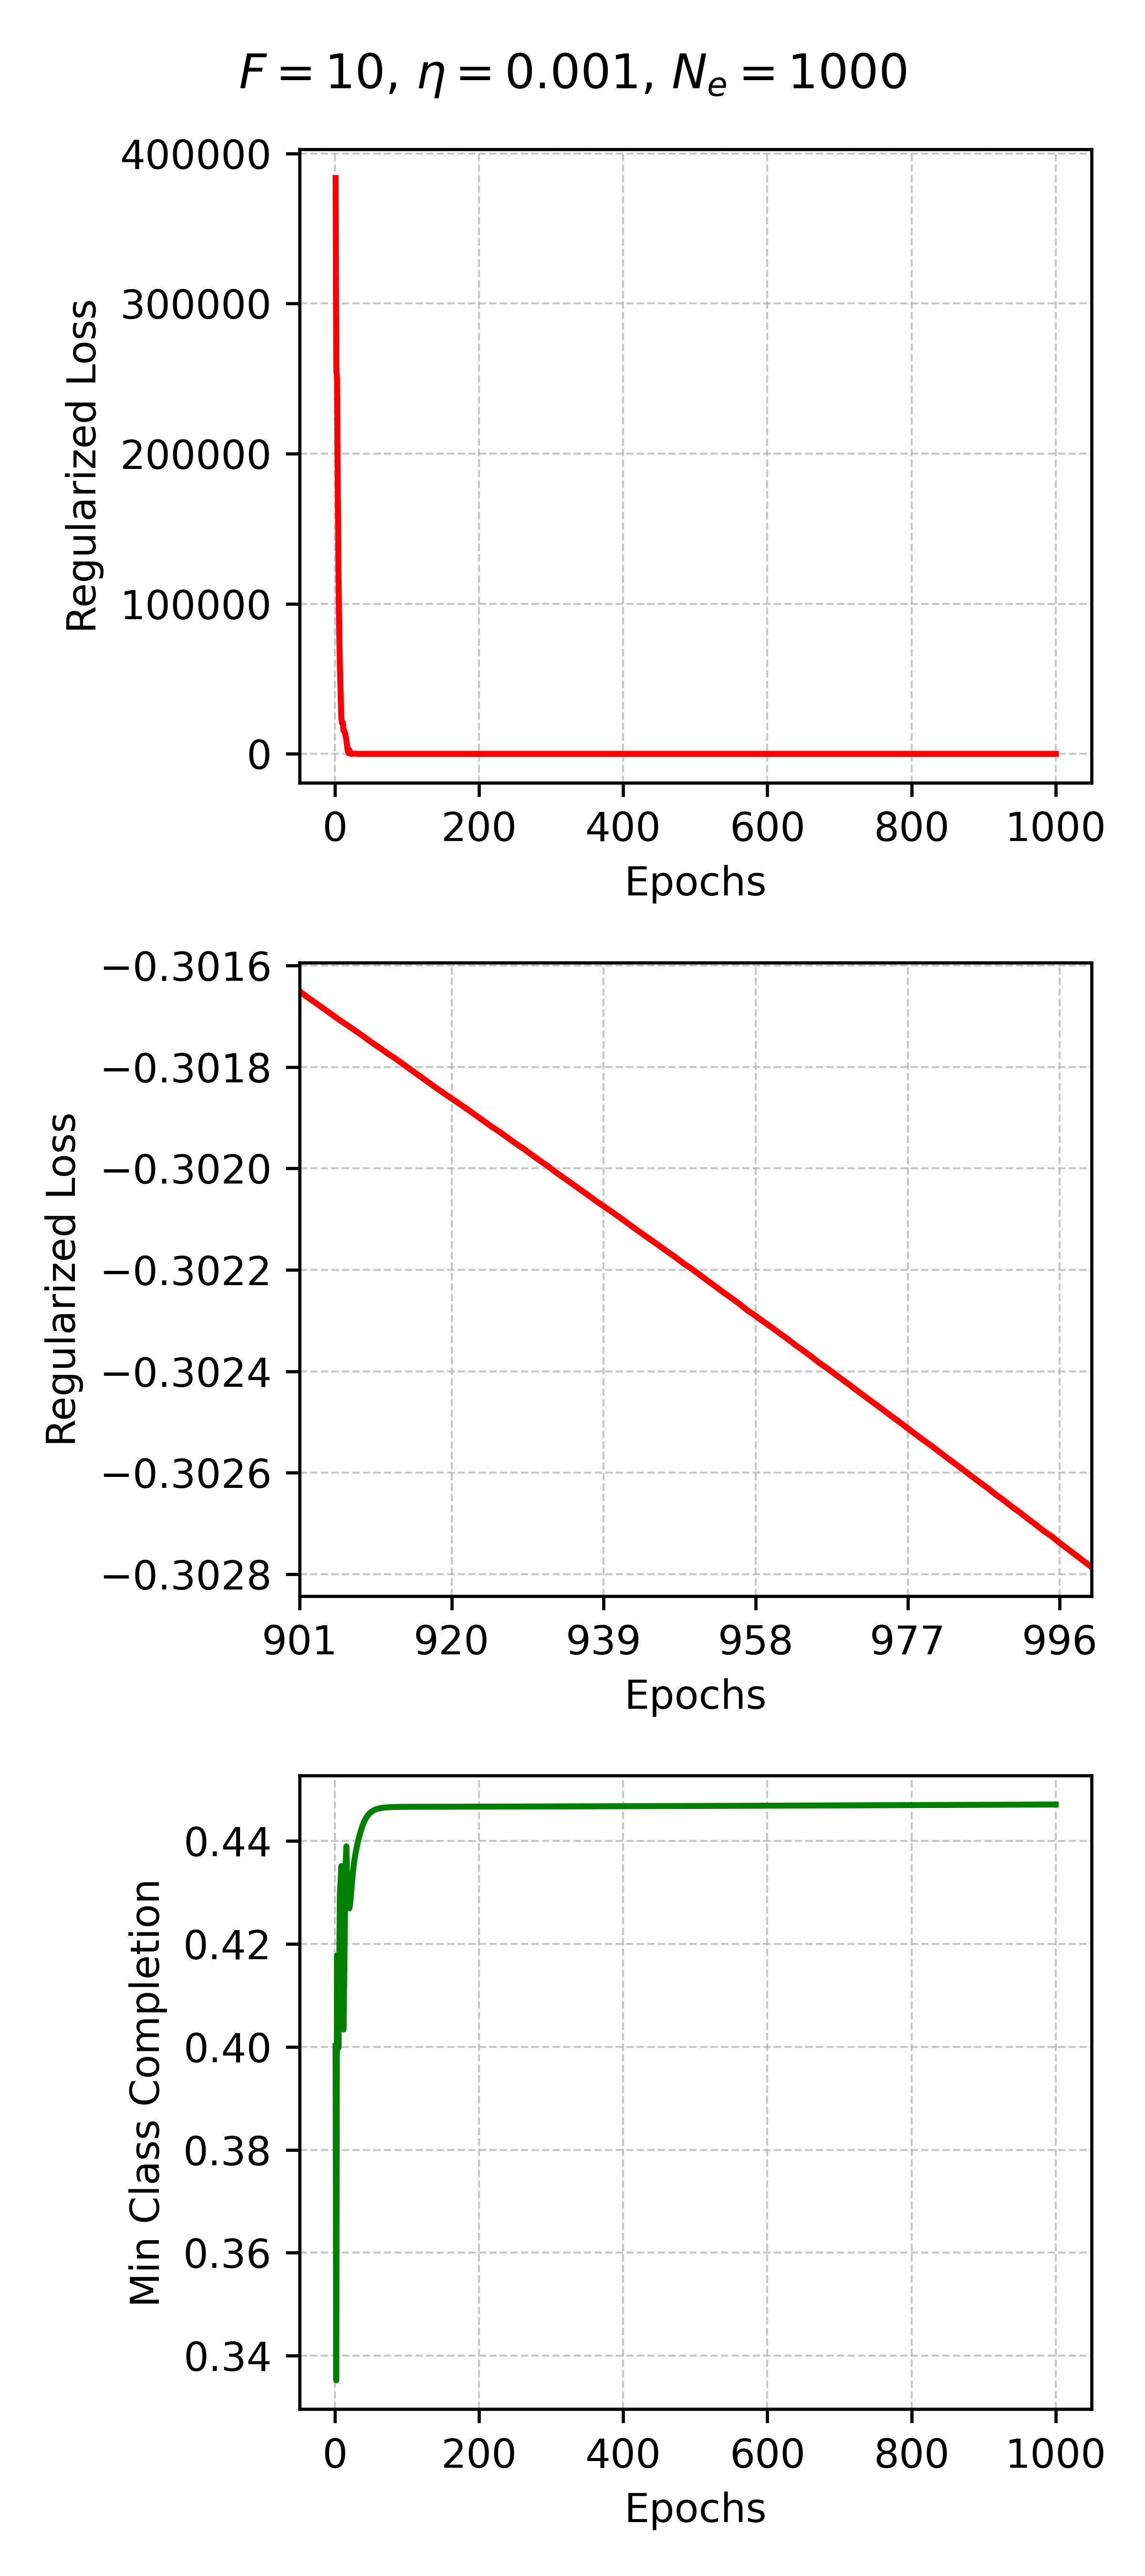 F = 10, η = 0.001, Nₑ = 1000
400000
300000
200000
100000
0
Regularized Loss
0 200 400 600 800 1000
Epochs
−0.3016
−0.3018
−0.3020
−0.3022
−0.3024
−0.3026
−0.3028
Regularized Loss
901 920 939 958 977 996
Epochs
0.44
0.42
0.40
0.38
0.36
0.34
Min Class Completion
0 200 400 600 800 1000
Epochs